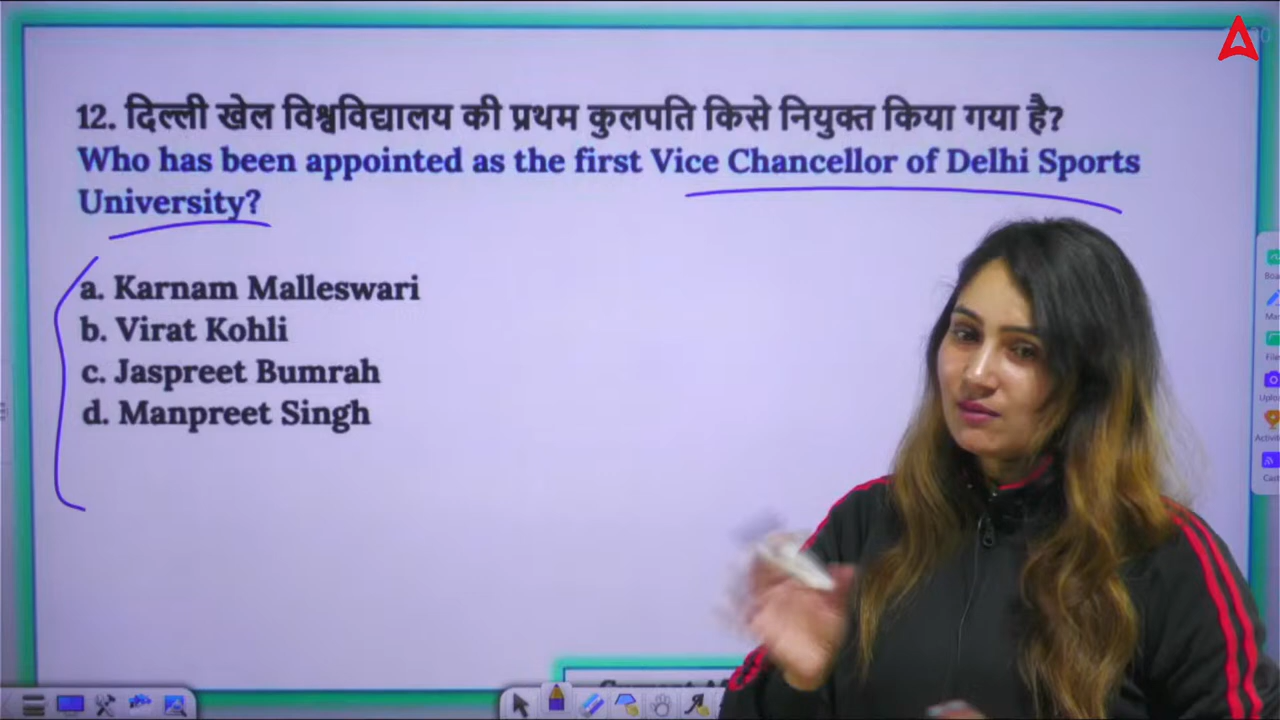 12. दिल्ली खेल विश्वविद्यालय की प्रथम कुलपति किसे नियुक्त किया गया है?
Who has been appointed as the first Vice Chancellor of Delhi Sports
University?
a. Karnam Malleswari
b. Virat Kohli
c. Jaspreet Bumrah
d. Manpreet Singh